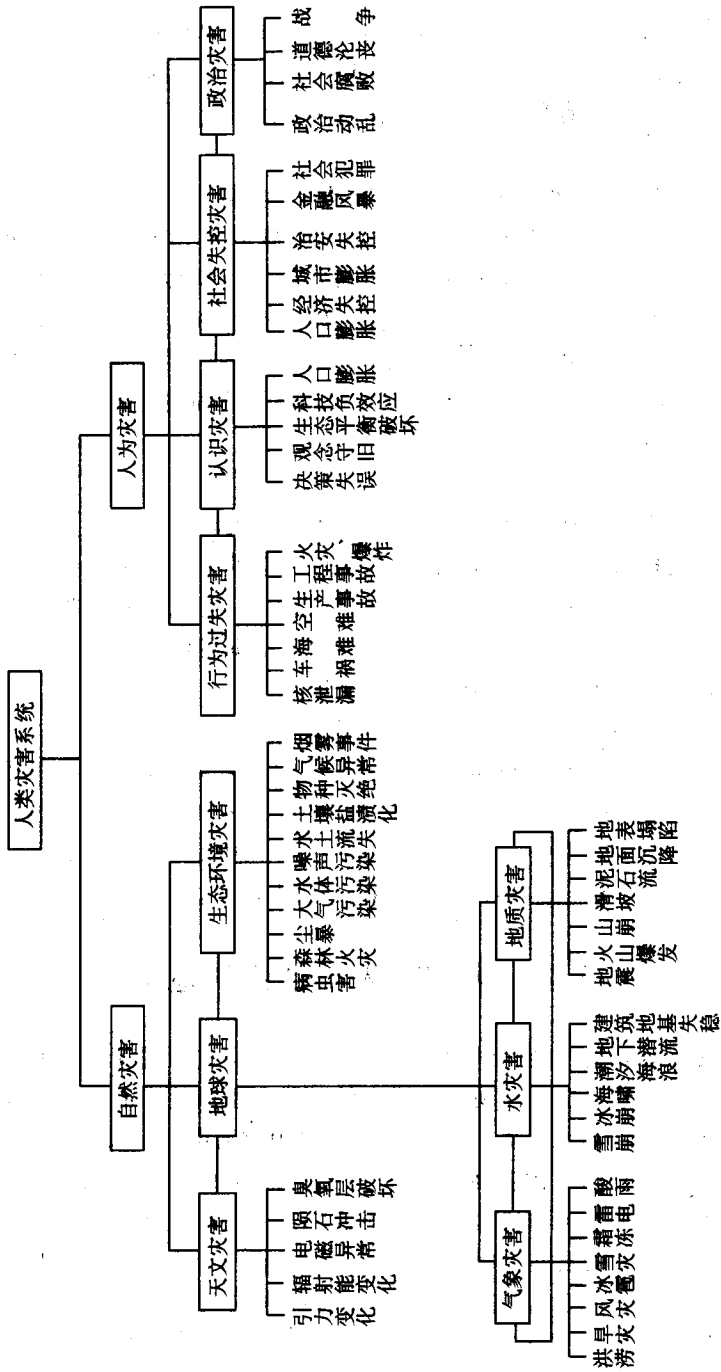 人类灾害系统
自然灾害
人为灾害
天文灾害
地球灾害
生态环境灾害
行为过失灾害
认识灾害
社会失控灾害
政治灾害
引力变化
辐射能变化
电磁异常
陨石冲击
臭氧层破坏
病虫害
森林火灾
尘暴
大气污染
水体污染
噪声污染
水土流失
土壤盐渍化
物种灭绝
气候异常
烟雾事件
核泄漏
车祸
海难
空难
生产事故
工程事故
火灾、爆炸
决策失误
观念守旧
生态平衡破坏
科技负效应
人口膨胀
人口膨胀
经济失控
城市膨胀
治安失控
金融风暴
社会犯罪
政治动乱
社会腐败
道德沦丧
战争
气象灾害
水灾害
地质灾害
洪涝
旱灾
风灾
冰雹
雪灾
霜冻
雷电
酸雨
雪崩
冰崩
海啸
潮汐海浪
地下潜流
建筑地基失稳
地震
火山爆发
山崩
滑坡
泥石流
地面沉降
地表塌陷